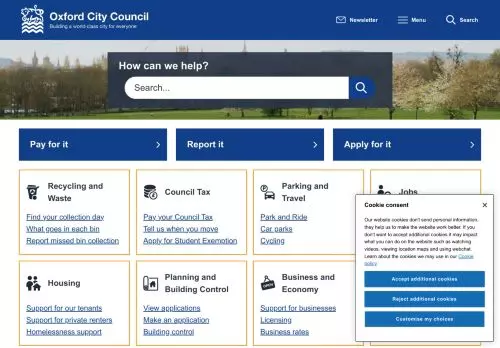 Oxford City Council
Building a world-class city for everyone
Newsletter
Menu
Search
How can we help?
Search...
Pay for it
Report it
Apply for it
Recycling and Waste
Find your collection day
What goes in each bin
Report missed bin collection
Council Tax
Pay your Council Tax
Tell us when you move
Apply for Student Exemption
Parking and Travel
Park and Ride
Car parks
Cycling
Jobs
Housing
Support for our tenants
Support for private renters
Homelessness support
Planning and Building Control
View applications
Make an application
Building control
Business and Economy
Support for businesses
Licensing
Business rates
Cookie consent
Our website cookies don't send personal information,
they help us to make the website work better. If you
don't want to accept additional cookies it may impact
what you can do on the website such as watching
videos, viewing location maps and using webchat.
Learn about the cookies we may use in our Cookie
policy
Accept additional cookies
Reject additional cookies
Customise my choices